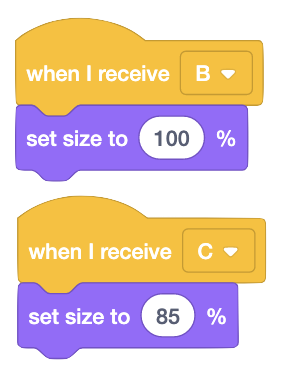 when I receive B
set size to 100 %
when I receive C
set size to 85 %